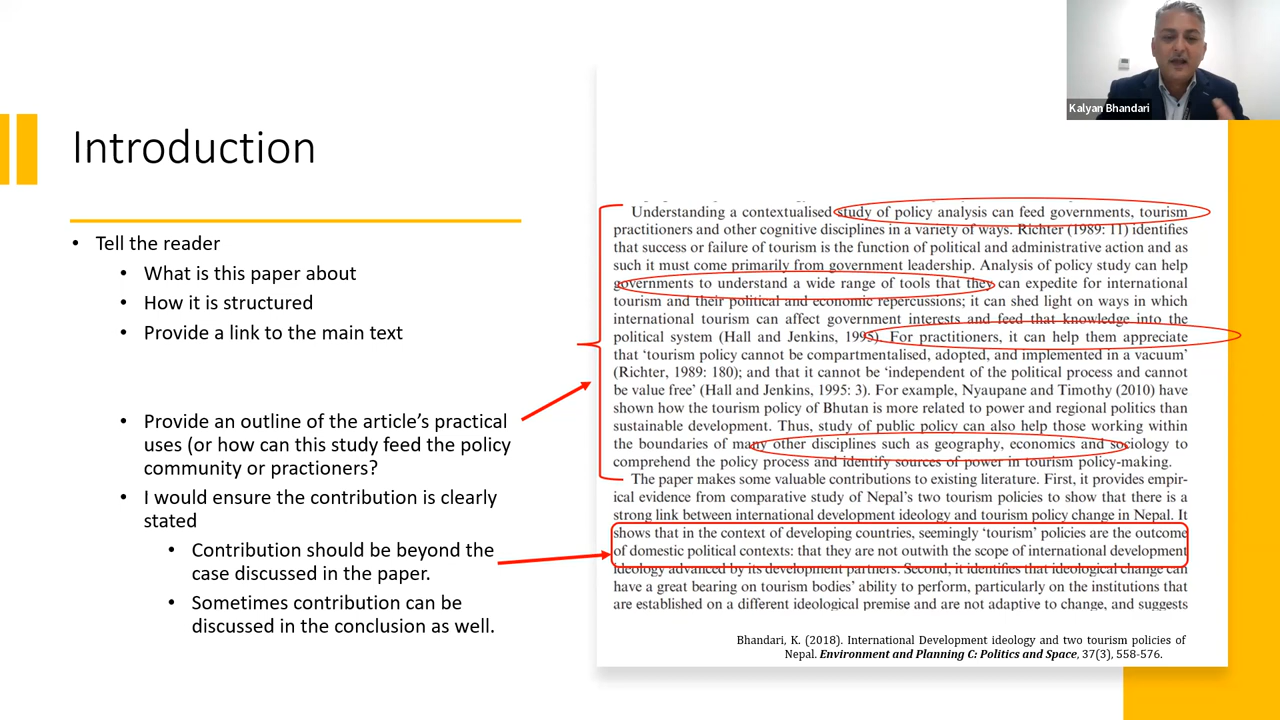 Kalyan Bhandari
Introduction
• Tell the reader
• What is this paper about
• How it is structured
• Provide a link to the main text
• Provide an outline of the article's practical
uses (or how can this study feed the policy
community or practioners?
• I would ensure the contribution is clearly
stated
• Contribution should be beyond the
case discussed in the paper.
• Sometimes contribution can be
discussed in the conclusion as well.
Understanding a contextualised study of policy analysis can feed governments, tourism
practitioners and other cognitive disciplines in a variety of ways. Richter (1989: 11) identifies
that success or failure of tourism is the function of political and administrative action and as
such it must come primarily from government leadership. Analysis of policy study can help
governments to understand a wide range of tools that they can expedite for international
tourism and their political and economic repercussions; it can shed light on ways in which
international tourism can affect government interests and feed that knowledge into the
political system (Hall and Jenkins, 1995). For practitioners, it can help them appreciate
that 'tourism policy cannot be compartmentalised, adopted, and implemented in a vacuum'
(Richter, 1989: 180); and that it cannot be 'independent of the political process and cannot
be value free' (Hall and Jenkins, 1995: 3). For example, Nyaupane and Timothy (2010) have
shown how the tourism policy of Bhutan is more related to power and regional politics than
sustainable development. Thus, study of public policy can also help those working within
the boundaries of many other disciplines such as geography, economics and sociology to
comprehend the policy process and identify sources of power in tourism policy-making.
The paper makes some valuable contributions to existing literature. First, it provides empir-
ical evidence from comparative study of Nepal's two tourism policies to show that there is a
strong link between international development ideology and tourism policy change in Nepal. It
shows that in the context of developing countries, seemingly 'tourism' policies are the outcome
of domestic political contexts: that they are not outwith the scope of international development
ideology advanced by its development partners. Second, it identifies that ideological change can
have a great bearing on tourism bodies' ability to perform, particularly on the institutions that
are established on a different ideological premise and are not adaptive to change, and suggests
Bhandari, K. (2018). International Development ideology and two tourism policies of
Nepal. Environment and Planning C: Politics and Space, 37(3), 558-576.